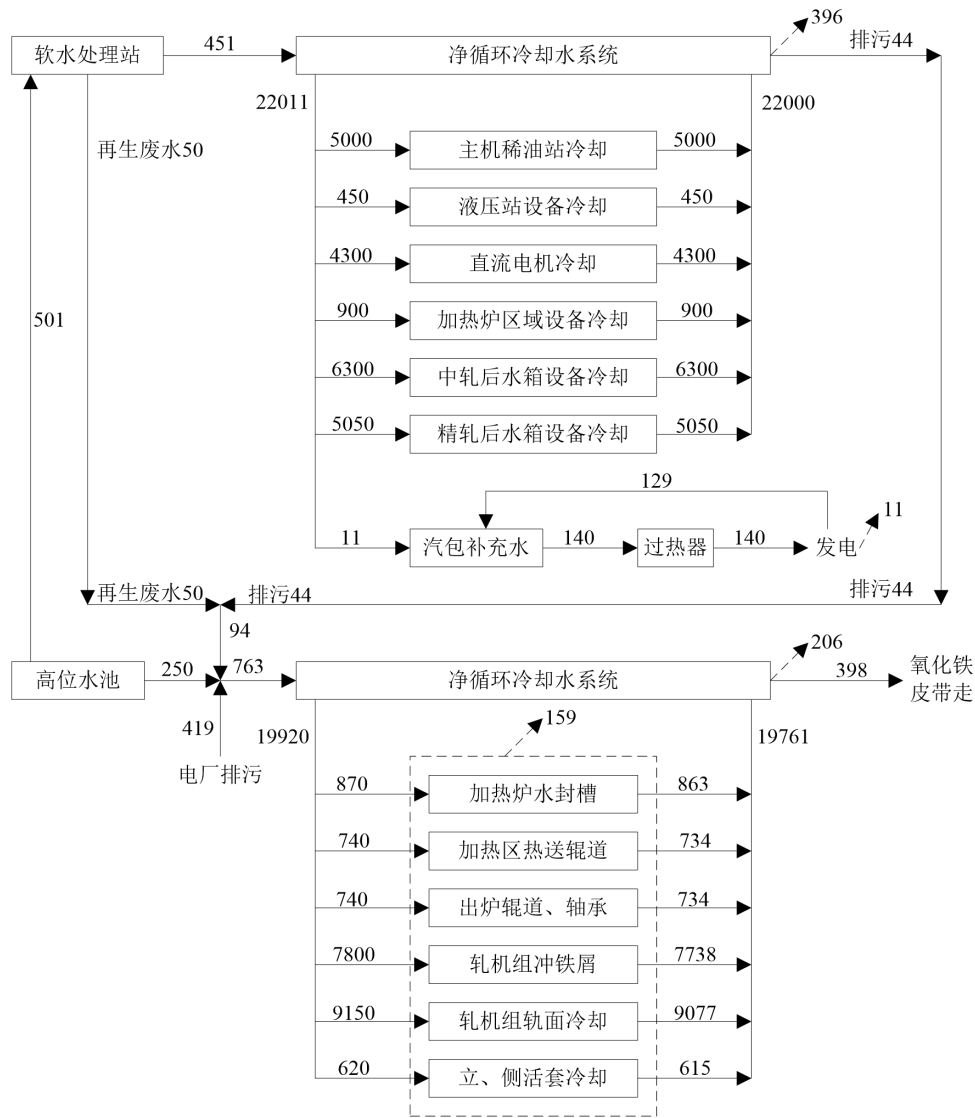 396
软水处理站
451
净循环冷却水系统
排污44
22011
22000
再生废水50
5000
主机稀油站冷却
5000
450
液压站设备冷却
450
4300
直流电机冷却
4300
501
900
加热炉区域设备冷却
900
6300
中轧后水箱设备冷却
6300
5050
精轧后水箱设备冷却
5050
129
11
11
汽包补充水
140
过热器
140
发电
再生废水50
排污44
排污44
94
高位水池
250
763
净循环冷却水系统
206
398
氧化铁
皮带走
419
电厂排污
19920
159
19761
870
加热炉水封槽
863
740
加热区热送辊道
734
740
出炉辊道、轴承
734
7800
轧机组冲铁屑
7738
9150
轧机组轨面冷却
9077
620
立、侧活套冷却
615